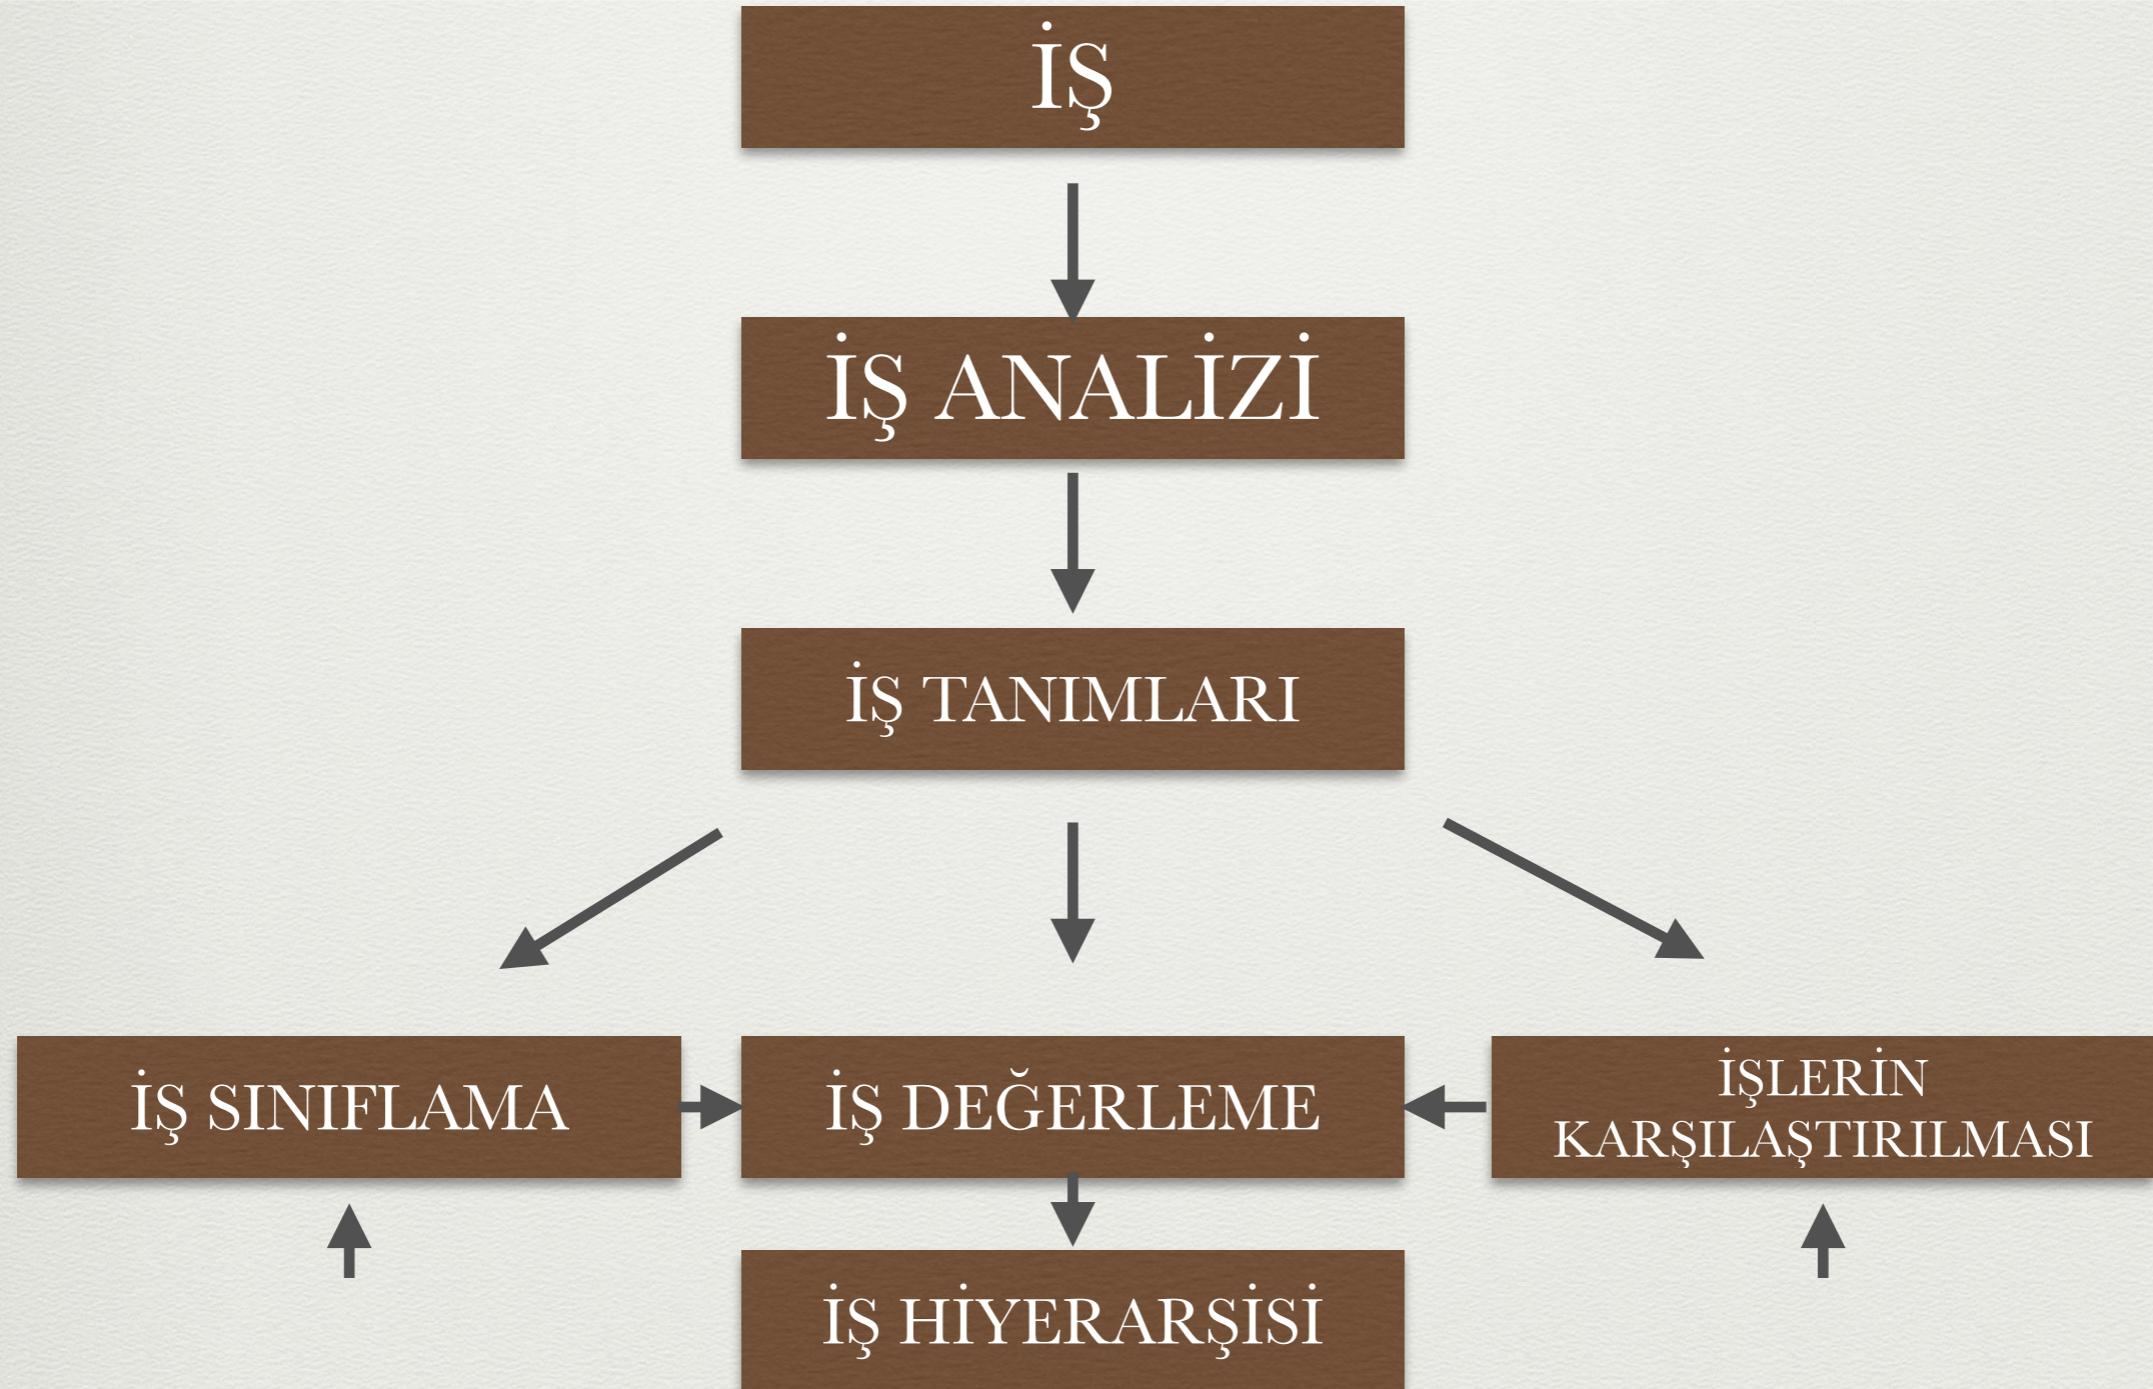 İŞ
İŞ ANALİZİ
İŞ TANIMLARI
İŞ SINIFLAMA
İŞ DEĞERLEME
İŞLERİN
KARŞILAŞTIRILMASI
İŞ HİYERARŞİSİ